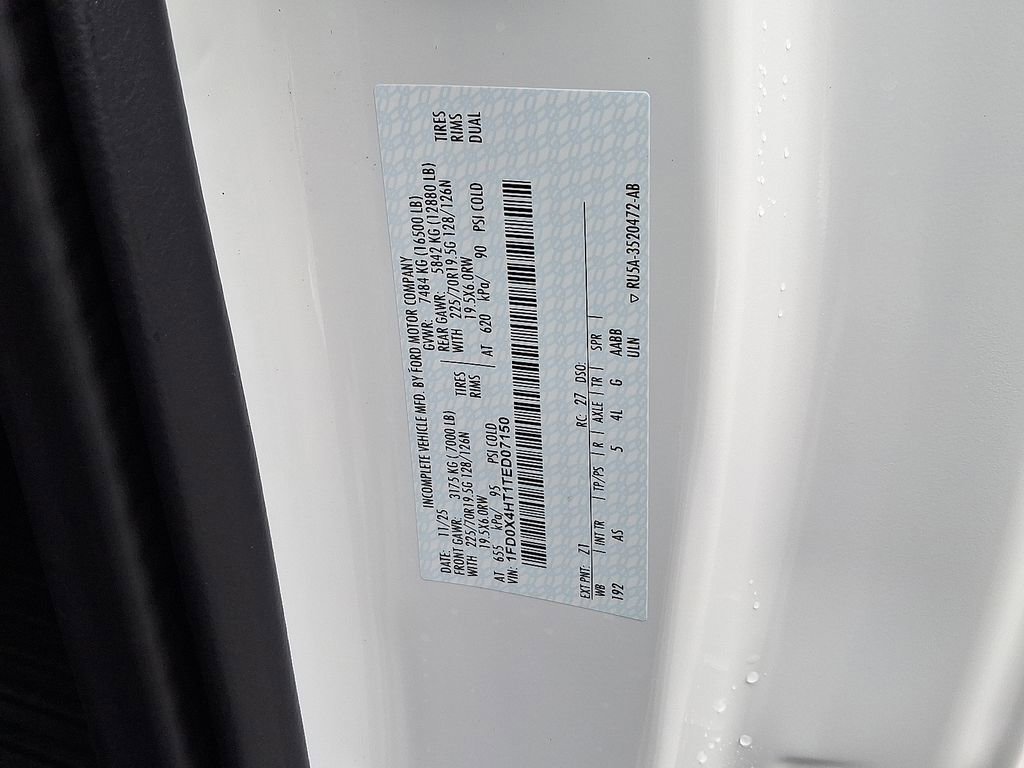 INCOMPLETE VEHICLE MFD. BY FORD MOTOR COMPANY
DATE: 11/25 GVWR: 7484 KG (16500 LB)
FRONT GAWR: 3175 KG (7000 LB) REAR GAWR: 5842 KG (12880 LB)
WITH 225/70R19.5G 128/126N TIRES WITH 225/70R19.5G 128/126N TIRES
19.5X6.0RW RIMS 19.5X6.0RW RIMS
AT 655 kPa/ 95 PSI COLD AT 620 kPa/ 90 PSI COLD DUAL
VIN: 1FD0X4HT1TED07150
EXT PNT: Z1 RC: 27 DSO:
WB INT TR TP/PS R AXLE TR SPR
192 AS 5 4L G AABB
ULN
▽ RU5A-3520472-AB